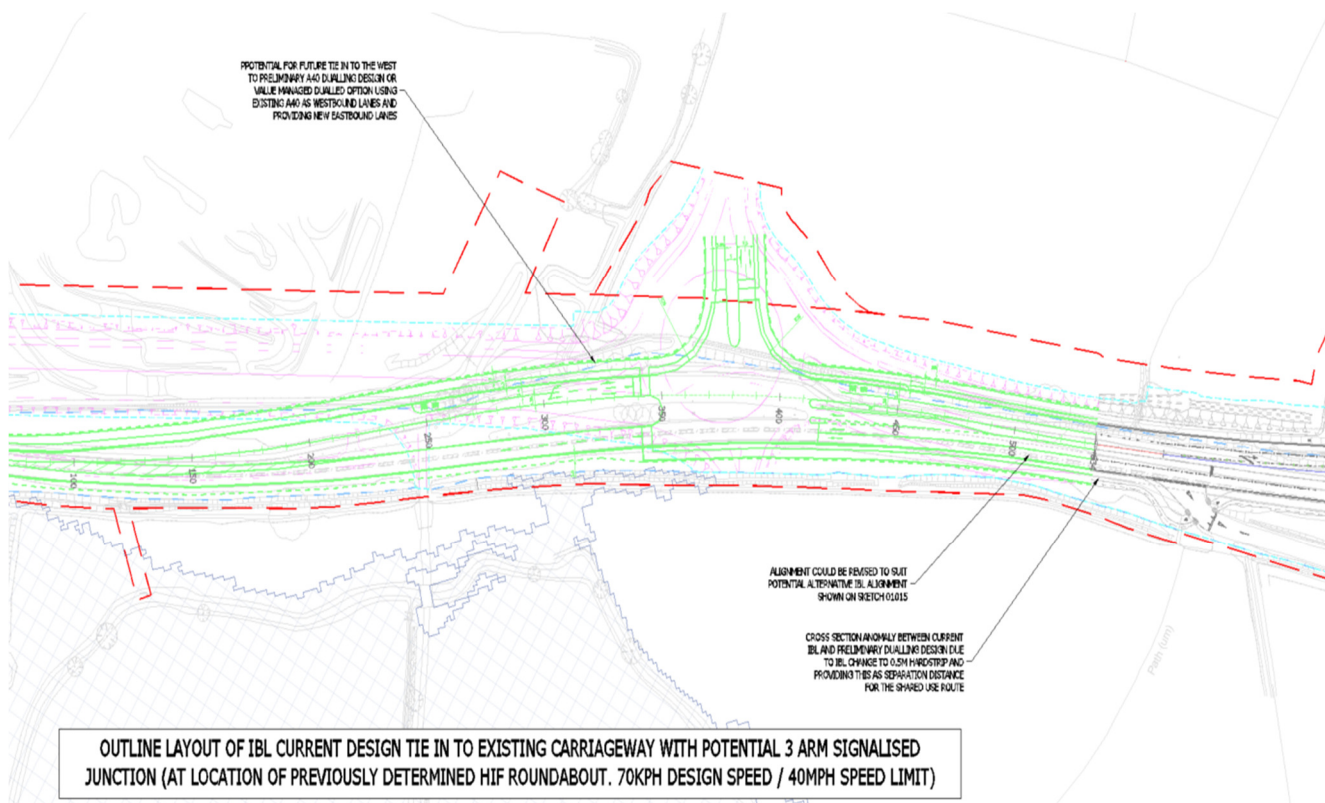 PPOTENTIAL FOR FUTURE TIE IN TO THE WEST
TO PRELIMINARY A40 DUALLING DESIGN OR
VALUE MANAGED DUALLED OPTION USING
EXISTING A40 AS WESTBOUND LANES AND
PROVIDING NEW EASTBOUND LANES
100
150
200
250
300
350
400
450
500
ALIGNMENT COULD BE REVISED TO SUIT
POTENTIAL ALTERNATIVE IBL ALIGNMENT
SHOWN ON SKETCH 01015
CROSS SECTION ANOMALY BETWEEN CURRENT
IBL AND PRELIMINARY DUALLING DESIGN DUE
TO IBL CHANGE TO 0.5M HARDSTRIP AND
PROVIDING THIS AS SEPARATION DISTANCE
FOR THE SHARED USE ROUTE
Path (um)
OUTLINE LAYOUT OF IBL CURRENT DESIGN TIE IN TO EXISTING CARRIAGEWAY WITH POTENTIAL 3 ARM SIGNALISED
JUNCTION (AT LOCATION OF PREVIOUSLY DETERMINED HIF ROUNDABOUT. 70KPH DESIGN SPEED / 40MPH SPEED LIMIT)